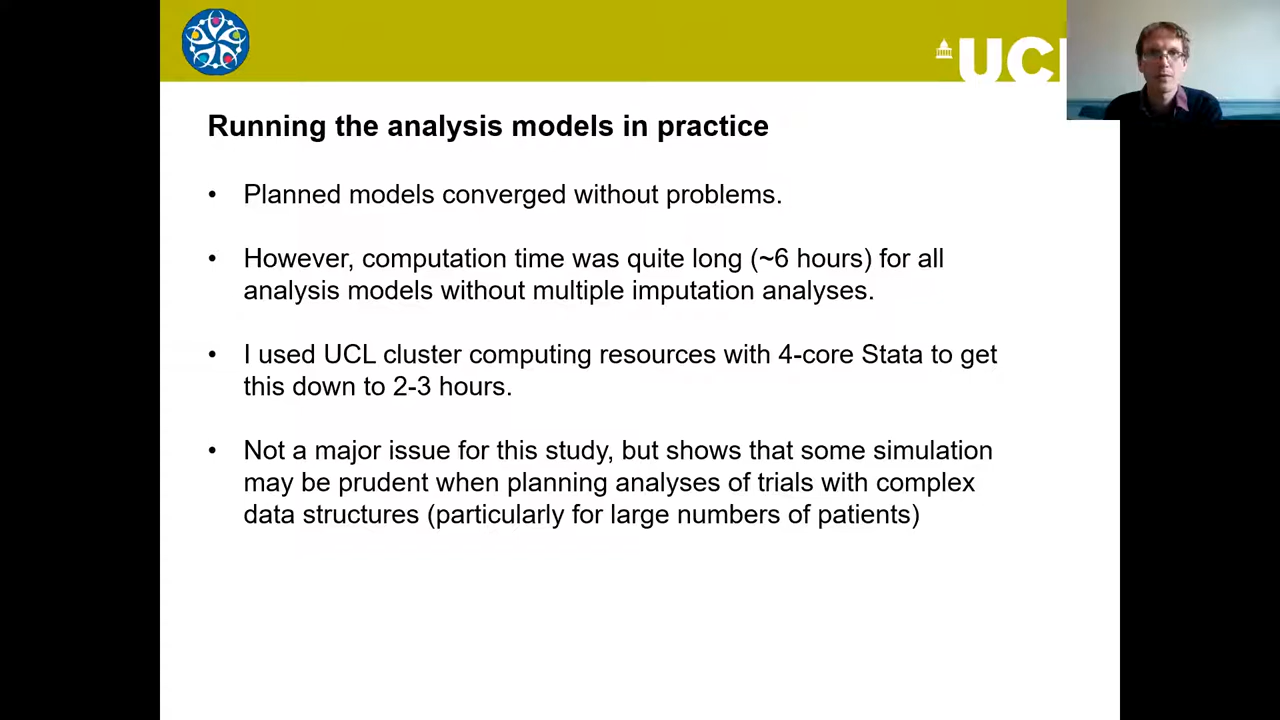 UCL
Running the analysis models in practice
• Planned models converged without problems.
• However, computation time was quite long (~6 hours) for all
analysis models without multiple imputation analyses.
• I used UCL cluster computing resources with 4-core Stata to get
this down to 2-3 hours.
• Not a major issue for this study, but shows that some simulation
may be prudent when planning analyses of trials with complex
data structures (particularly for large numbers of patients)